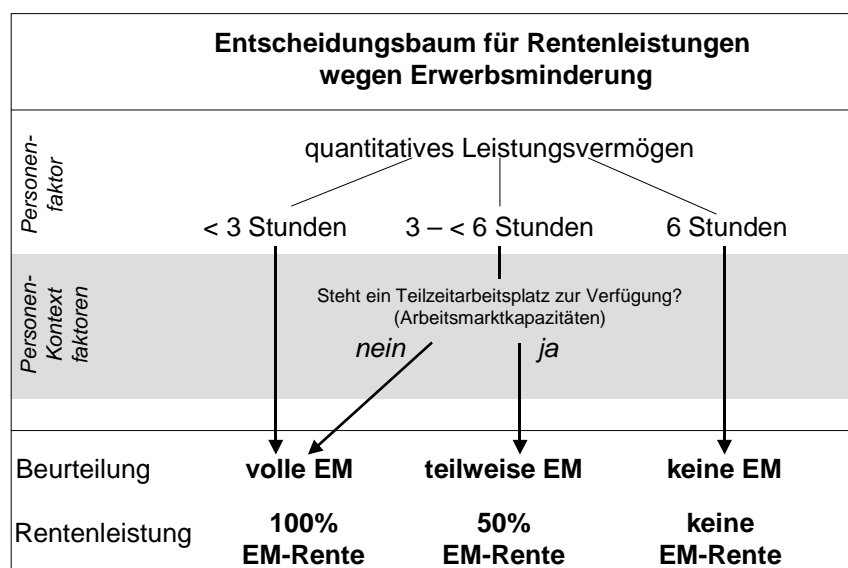 Entscheidungsbaum für Rentenleistungen
wegen Erwerbsminderung
Personen-
faktor
quantitatives Leistungsvermögen
< 3 Stunden
3 – < 6 Stunden
6 Stunden
Personen-
Kontext
faktoren
Steht ein Teilzeitarbeitsplatz zur Verfügung?
(Arbeitsmarktkapazitäten)
nein
ja
Beurteilung
volle EM
teilweise EM
keine EM
Rentenleistung
100%
EM-Rente
50%
EM-Rente
keine
EM-Rente